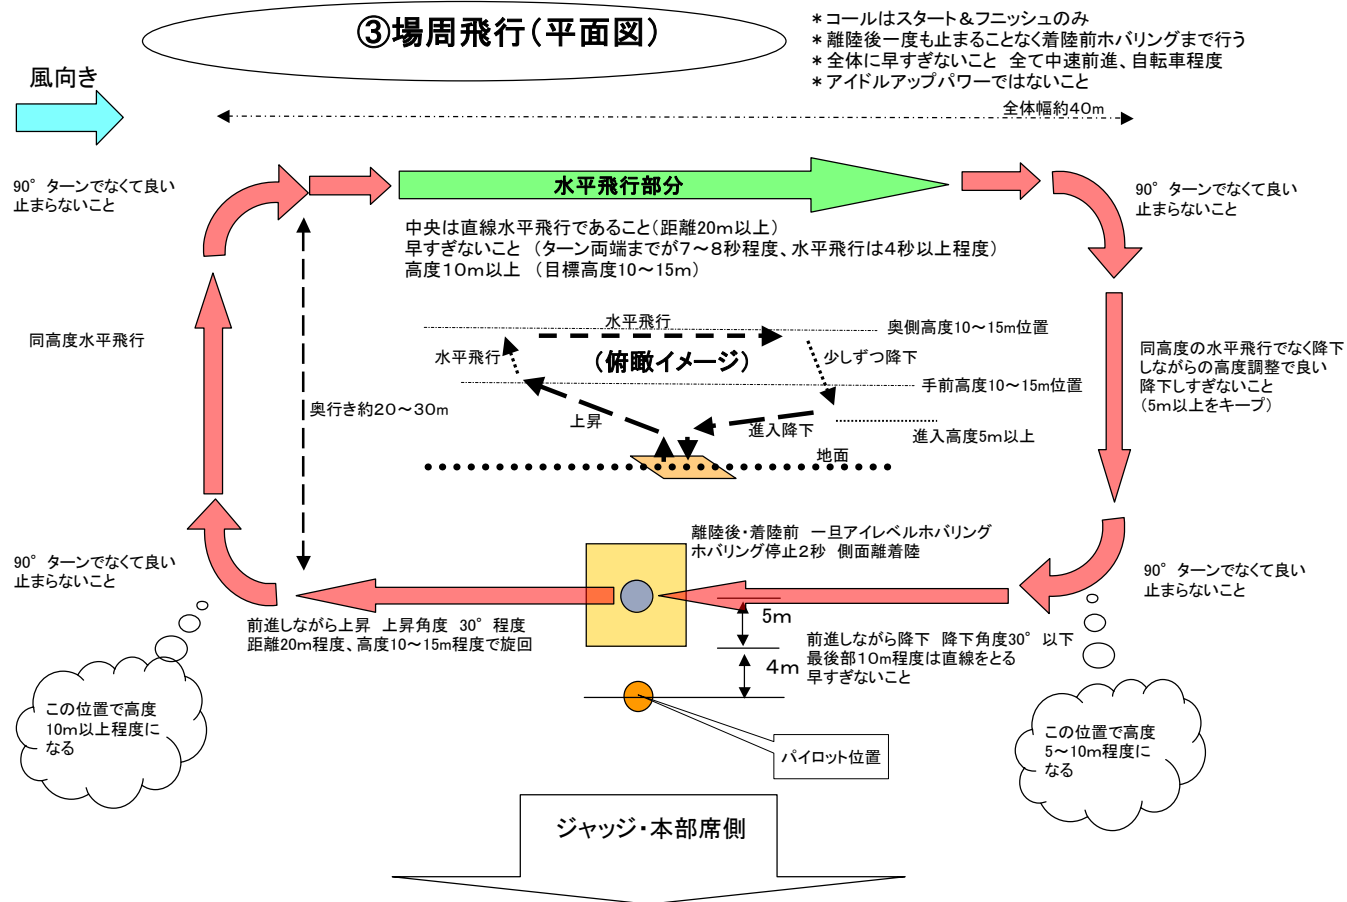 ③場周飛行(平面図)
＊コールはスタート＆フニッシュのみ
＊離陸後一度も止まることなく着陸前ホバリングまで行う
＊全体に早すぎないこと　全て中速前進、自転車程度
＊アイドルアップパワーではないこと
風向き
全体幅約40m
90°ターンでなくて良い
止まらないこと
水平飛行部分
90°ターンでなくて良い
止まらないこと
中央は直線水平飛行であること(距離20m以上)
早すぎないこと　(ターン両端までが7～8秒程度、水平飛行は4秒以上程度)
高度10m以上　(目標高度10～15m)
同高度水平飛行
水平飛行
奥側高度10～15m位置
水平飛行
(俯瞰イメージ)
少しずつ降下
手前高度10～15m位置
同高度の水平飛行でなく降下
しながらの高度調整で良い
降下しすぎないこと
(5m以上をキープ)
奥行き約20～30m
上昇
進入降下
進入高度5m以上
地面
離陸後・着陸前　一旦アイレベルホバリング
ホバリング停止2秒　側面離着陸
90°ターンでなくて良い
止まらないこと
90°ターンでなくて良い
止まらないこと
前進しながら上昇　上昇角度　30°程度
距離20m程度、高度10～15m程度で旋回
5m
前進しながら降下　降下角度30°以下
最後部10m程度は直線をとる
早すぎないこと
4m
この位置で高度
10m以上程度に
なる
この位置で高度
5～10m程度に
なる
パイロット位置
ジャッジ・本部席側